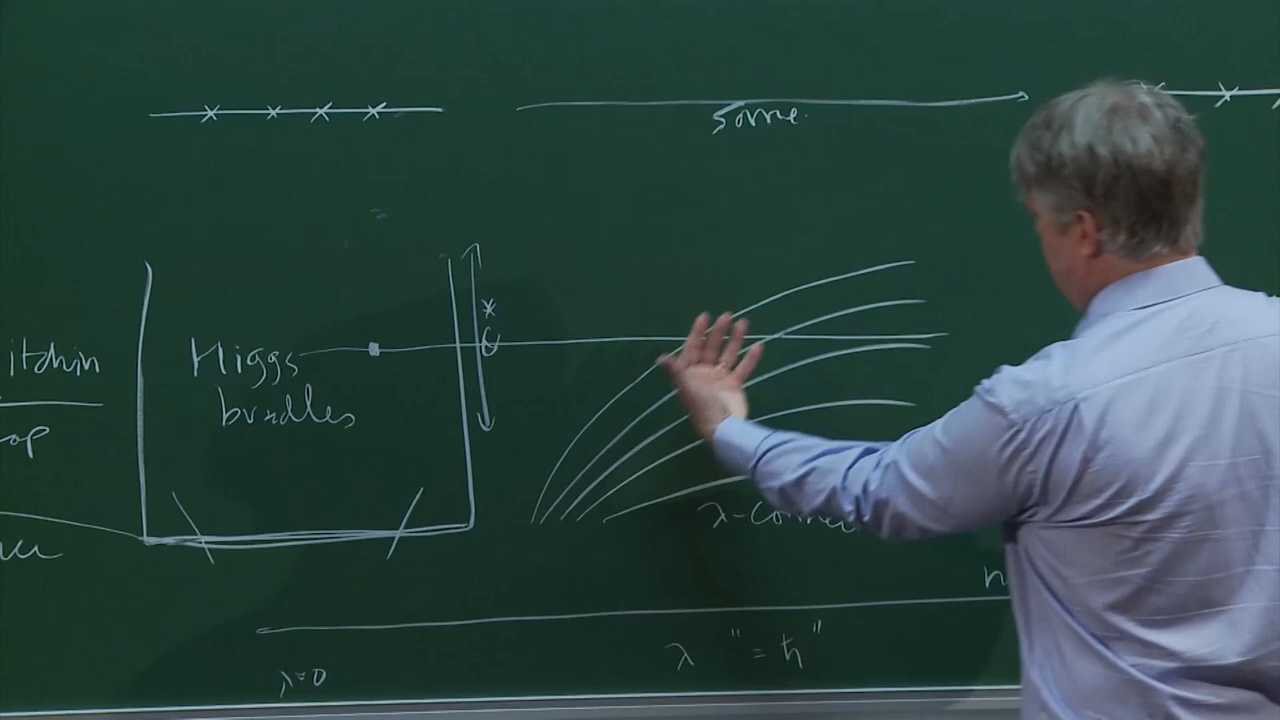 some.
itchin
Higgs
bundles
op
λ-conne
λ=0
λ "=ħ"